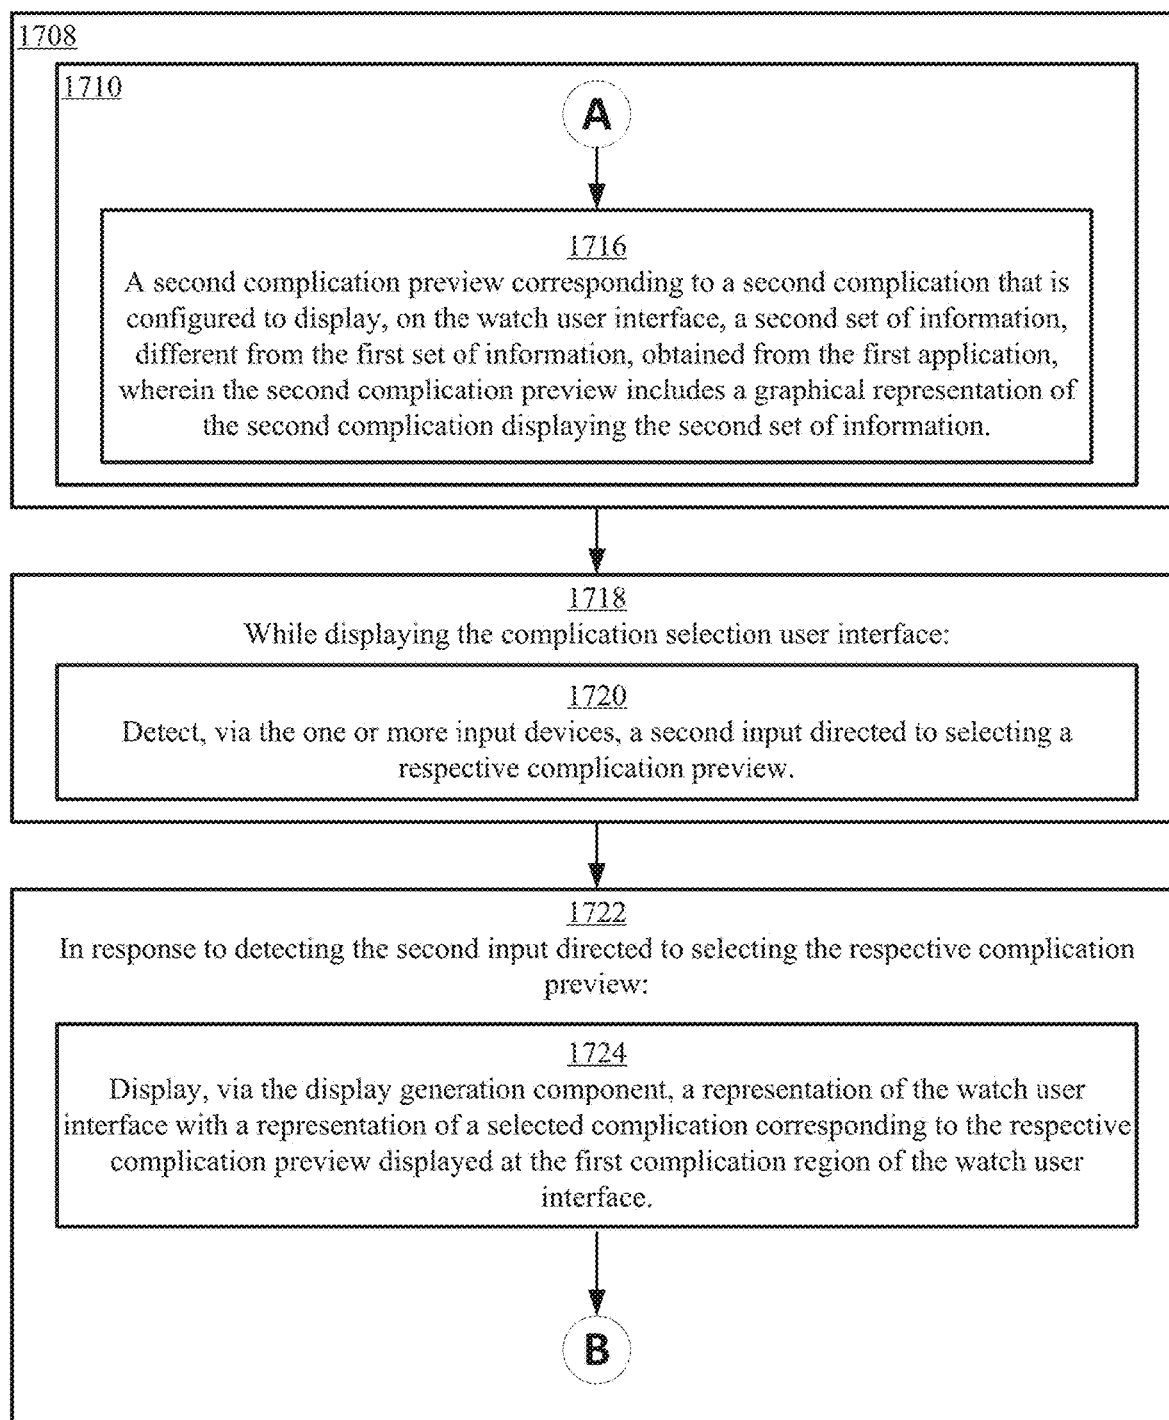 1708
1710
A
1716
A second complication preview corresponding to a second complication that is
configured to display, on the watch user interface, a second set of information,
different from the first set of information, obtained from the first application,
wherein the second complication preview includes a graphical representation of
the second complication displaying the second set of information.
1718
While displaying the complication selection user interface:
1720
Detect, via the one or more input devices, a second input directed to selecting a
respective complication preview.
1722
In response to detecting the second input directed to selecting the respective complication
preview:
1724
Display, via the display generation component, a representation of the watch user
interface with a representation of a selected complication corresponding to the respective
complication preview displayed at the first complication region of the watch user
interface.
B